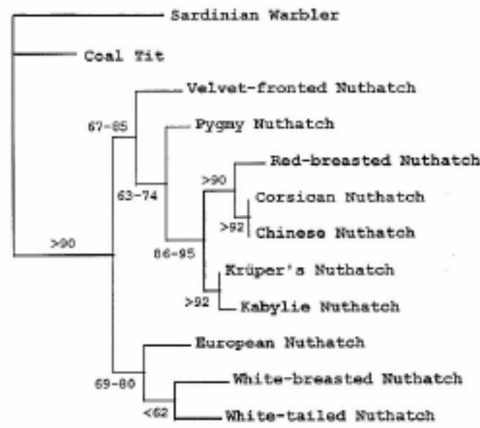 Sardinian Warbler
Coal Tit
Velvet-fronted Nuthatch
67-85
Pygmy Nuthatch
Red-breasted Nuthatch
>90
63-74
Corsican Nuthatch
>92
Chinese Nuthatch
>90
86-95
Krüper's Nuthatch
>92
Kabylie Nuthatch
European Nuthatch
69-80
White-breasted Nuthatch
<62
White-tailed Nuthatch